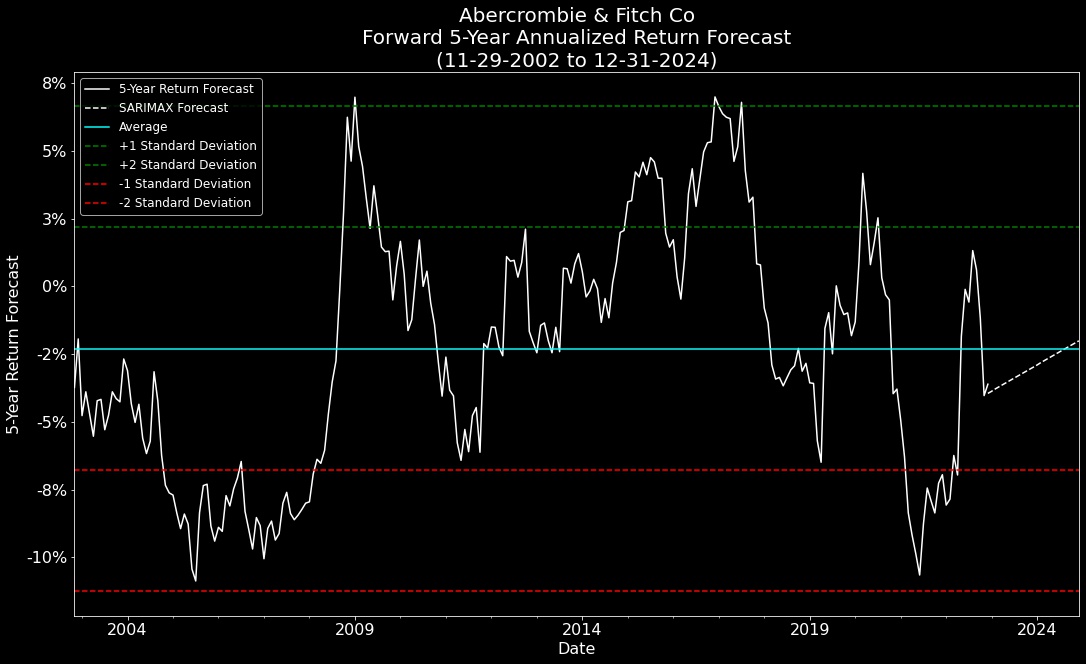 Abercrombie & Fitch Co
Forward 5-Year Annualized Return Forecast
(11-29-2002 to 12-31-2024)
5-Year Return Forecast
SARIMAX Forecast
Average
+1 Standard Deviation
+2 Standard Deviation
-1 Standard Deviation
-2 Standard Deviation
8%
5%
3%
0%
-2%
-5%
-8%
-10%
5-Year Return Forecast
2004
2009
2014
2019
2024
Date